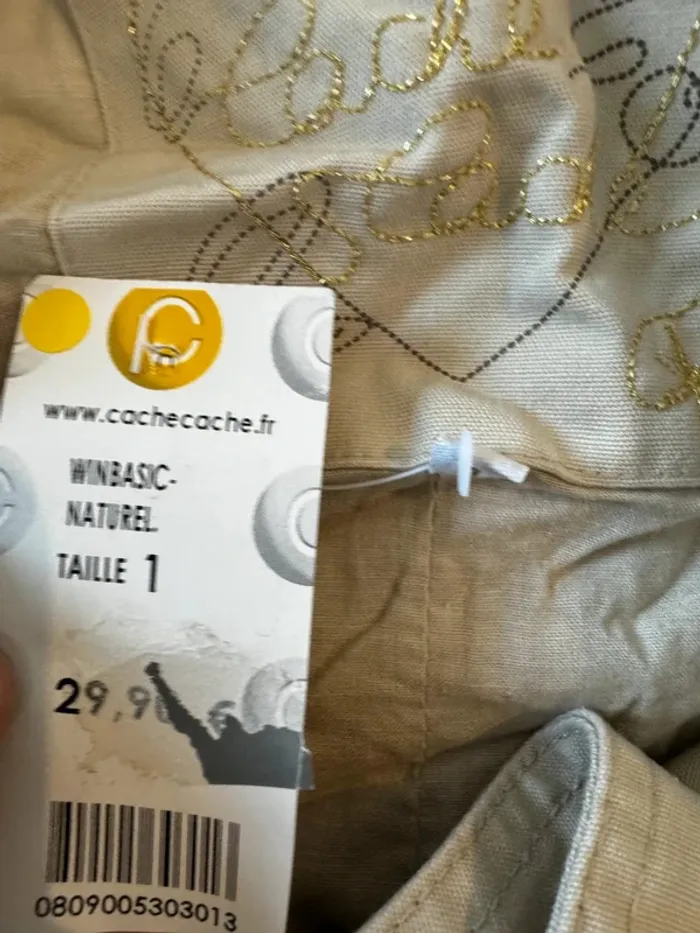 www.cachecache.fr
WINBASIC-
NATUREL
TAILLE 1
29,90 €
0809005303013